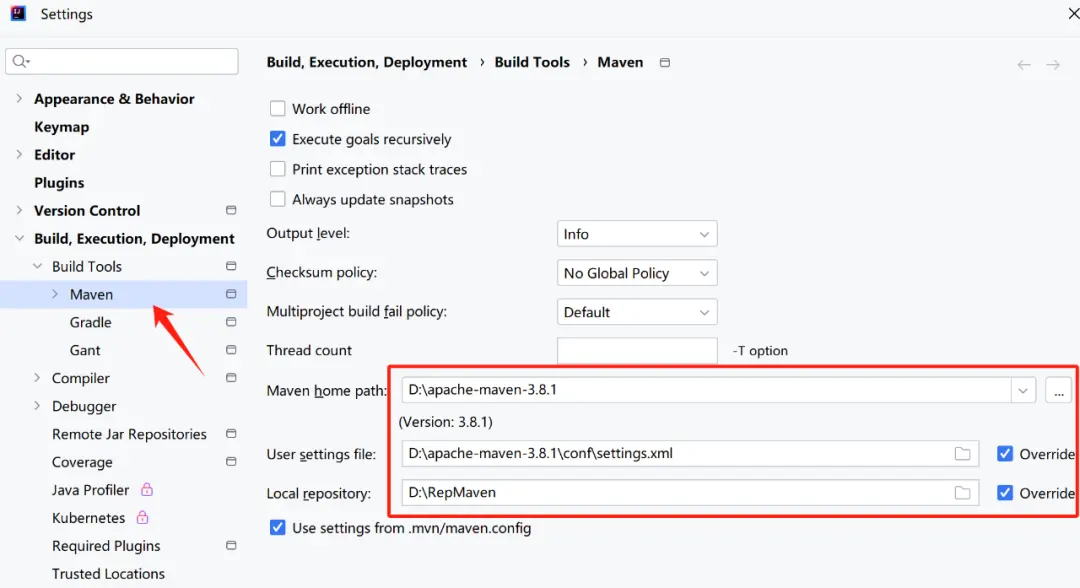 Settings
Build, Execution, Deployment › Build Tools › Maven
Appearance & Behavior
Keymap
Editor
Plugins
Version Control
Build, Execution, Deployment
Build Tools
Maven
Gradle
Gant
Compiler
Debugger
Remote Jar Repositories
Coverage
Java Profiler
Kubernetes
Required Plugins
Trusted Locations
Work offline
Execute goals recursively
Print exception stack traces
Always update snapshots
Output level: Info
Checksum policy: No Global Policy
Multiproject build fail policy: Default
Thread count -T option
Maven home path: D:\apache-maven-3.8.1 ...
(Version: 3.8.1)
User settings file: D:\apache-maven-3.8.1\conf\settings.xml Override
Local repository: D:\RepMaven Override
Use settings from .mvn/maven.config